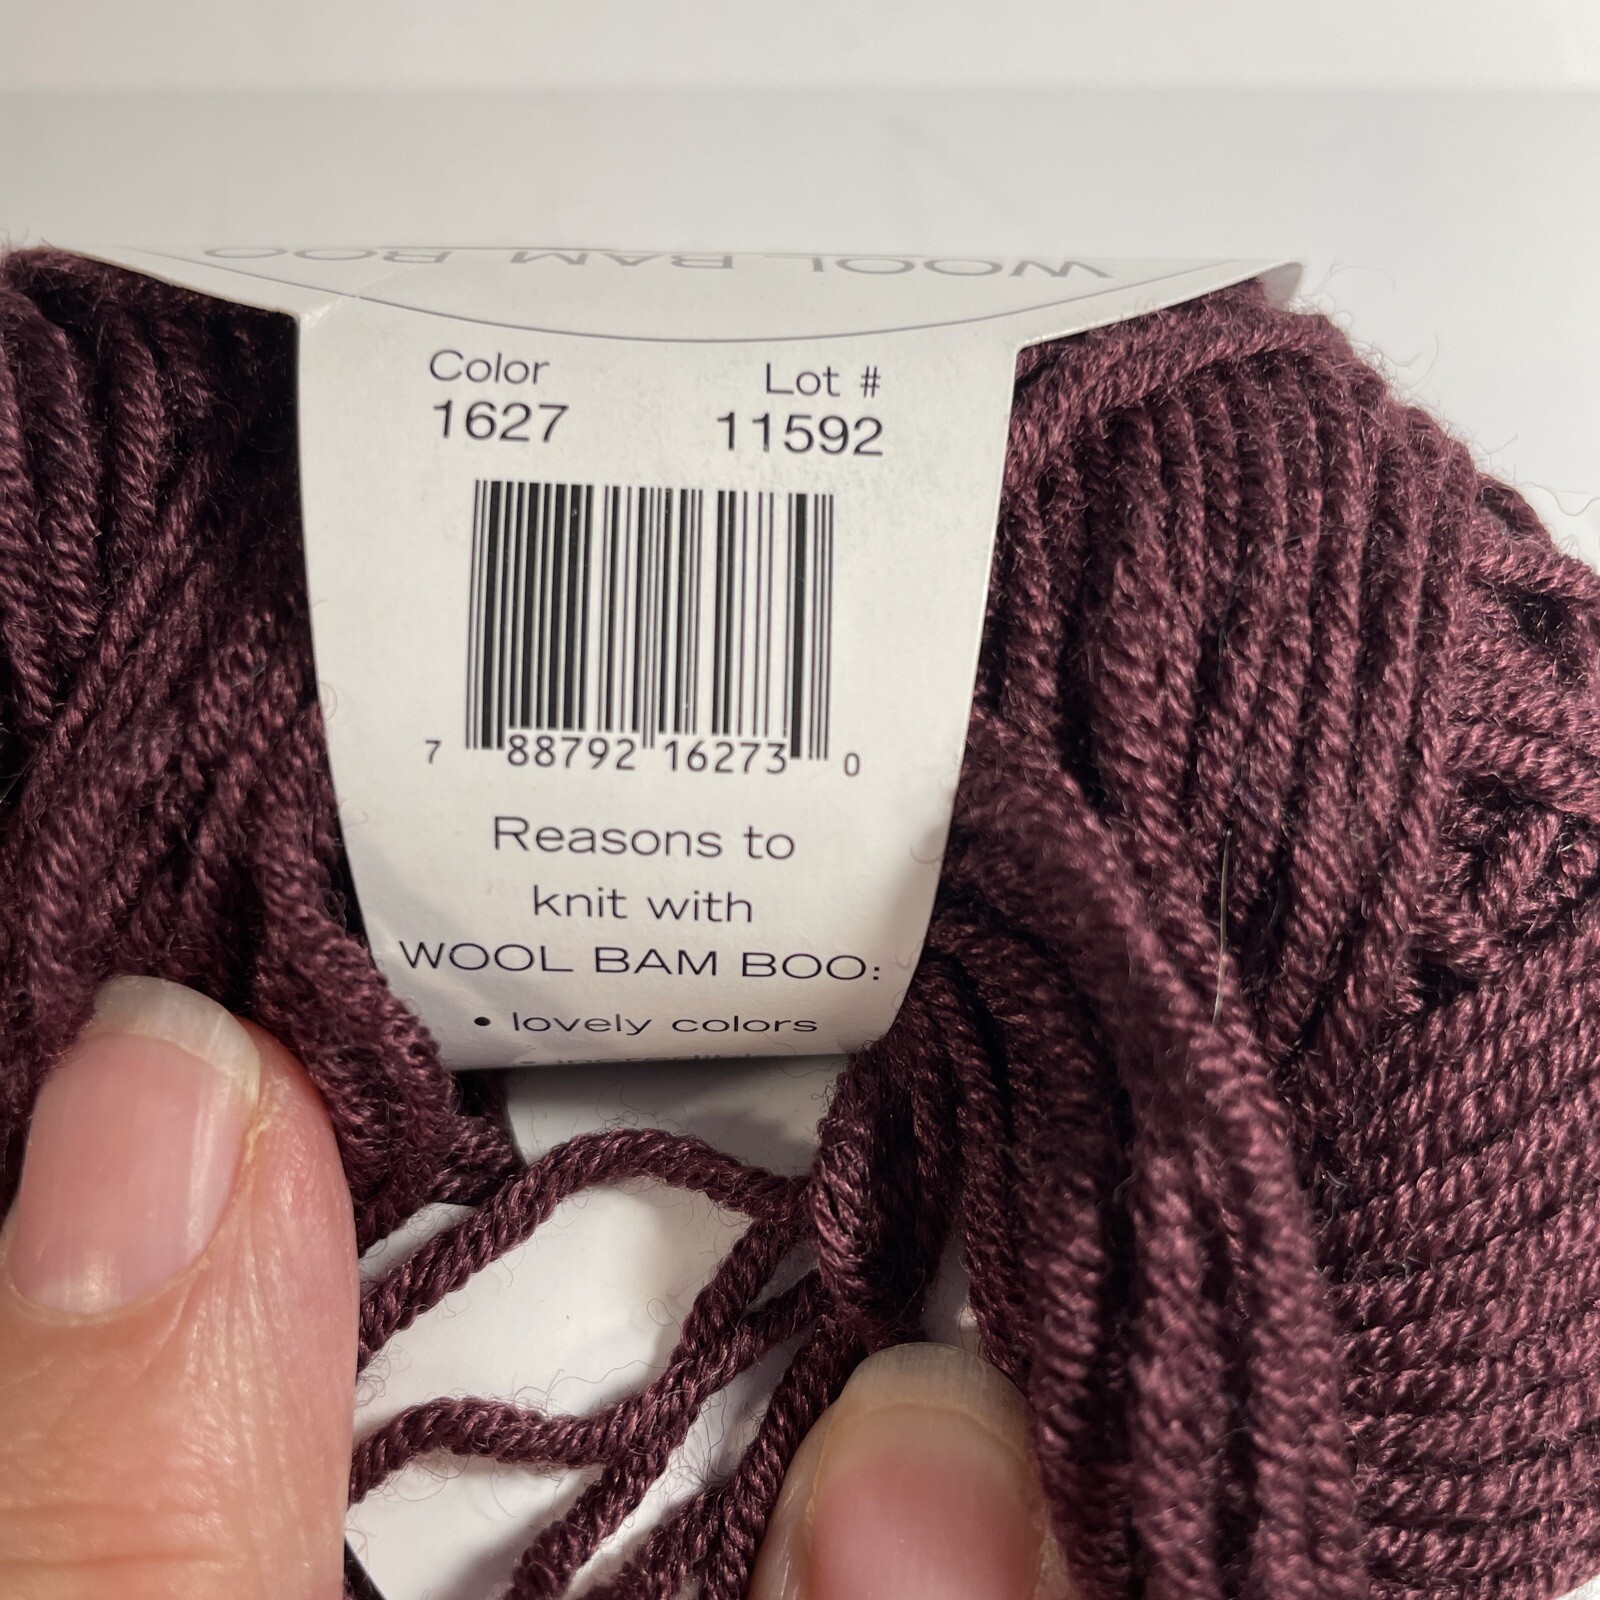 WOOL BAM BOO
Color Lot #
1627 11592
7 88792 16273 0
Reasons to
knit with
WOOL BAM BOO:
• lovely colors